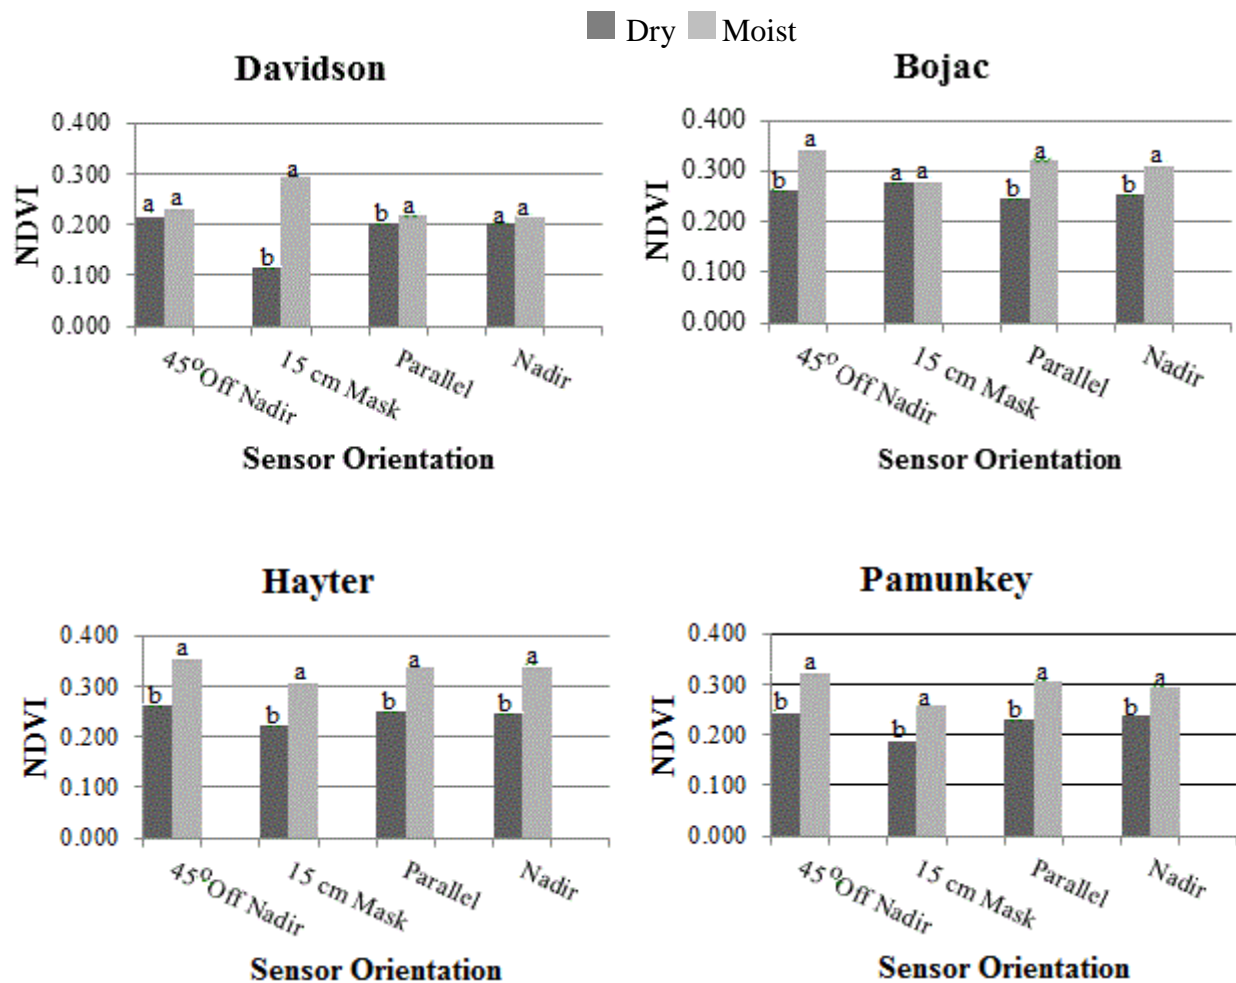 Dry Moist
Davidson
NDVI
0.400
0.300
0.200
0.100
0.000
a a b a b a a a
45° Off Nadir 15 cm Mask Parallel Nadir
Sensor Orientation
Bojac
NDVI
0.400
0.300
0.200
0.100
0.000
b a a a b a b a
45° Off Nadir 15 cm Mask Parallel Nadir
Sensor Orientation
Hayter
NDVI
0.400
0.300
0.200
0.100
0.000
b a b a b a b a
45° Off Nadir 15 cm Mask Parallel Nadir
Sensor Orientation
Pamunkey
NDVI
0.400
0.300
0.200
0.100
0.000
b a b a b a b a
45° Off Nadir 15 cm Mask Parallel Nadir
Sensor Orientation